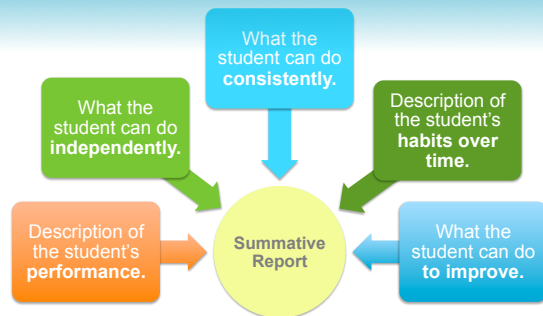 What the
student can do
consistently.
What the
student can do
independently.
Description of
the student's
habits over
time.
Description of
the student's
performance.
Summative
Report
What the
student can do
to improve.